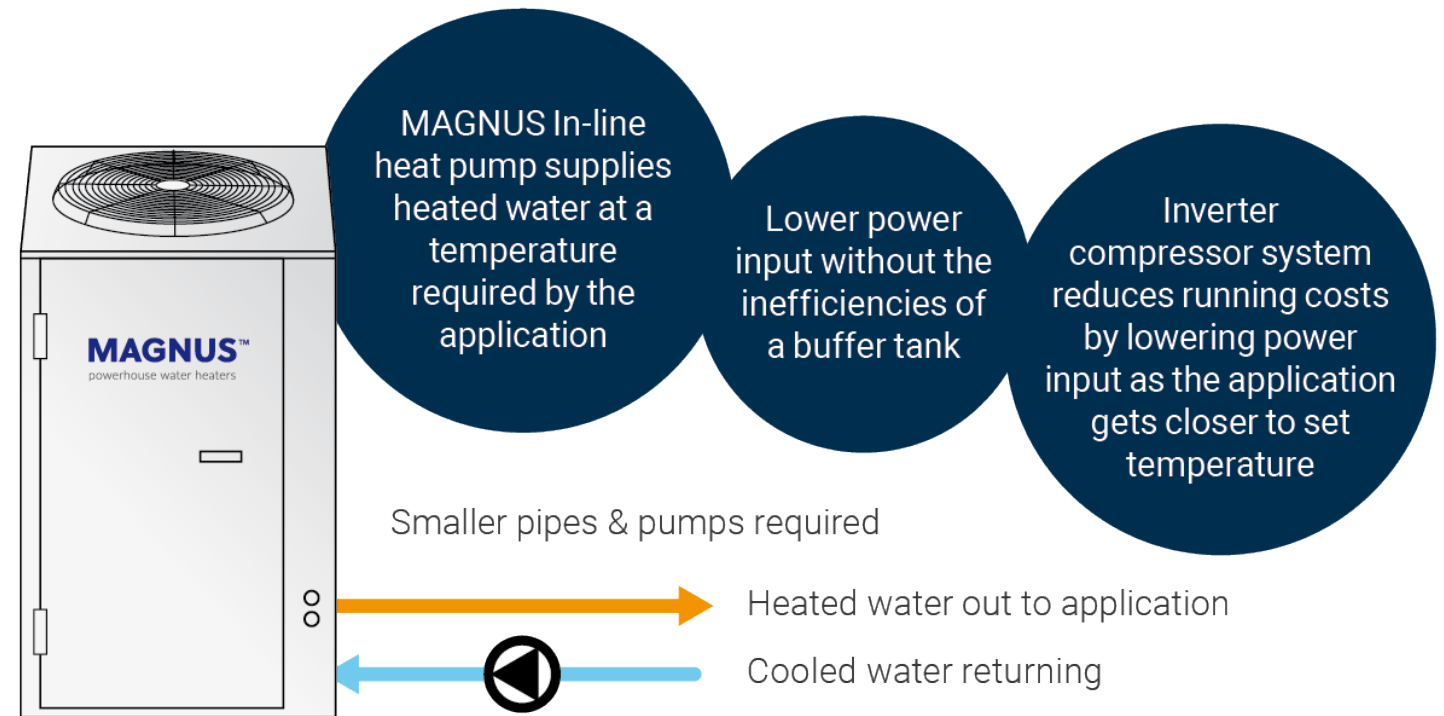 MAGNUS In-line
heat pump supplies
heated water at a
temperature
required by the
application
Lower power
input without the
inefficiencies of
a buffer tank
Inverter
compressor system
reduces running costs
by lowering power
input as the application
gets closer to set
temperature
MAGNUS™
powerhouse water heaters
Smaller pipes & pumps required
Heated water out to application
Cooled water returning